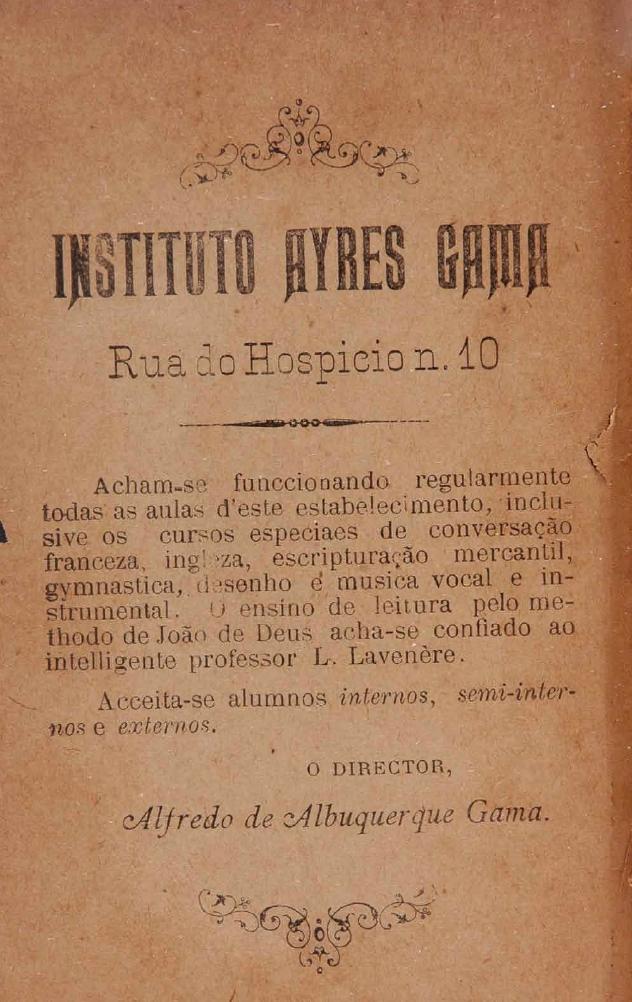 INSTITUTO AYRES GAMA
Rua do Hospicio n. 10
Acham-se funccionando regularmente
todas as aulas d'este estabelecimento, inclu-
sive os cursos especiaes de conversação
franceza, ingleza, escripturação mercantil,
gymnastica, desenho e musica vocal e in-
strumental. O ensino de leitura pelo me-
thodo de João de Deus acha-se confiado ao
intelligente professor L. Lavenère.
Acceita-se alumnos internos, semi-inter-
nos e externos.
O DIRECTOR,
Alfredo de Albuquerque Gama.